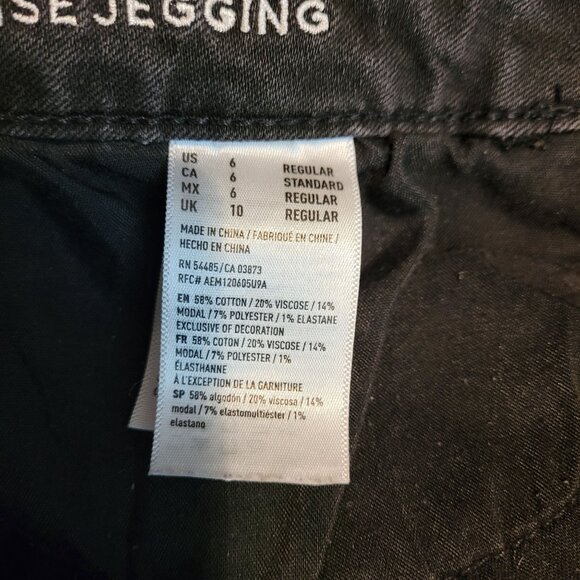 JEGGING
US 6 REGULAR
CA 6 STANDARD
MX 6 REGULAR
UK 10 REGULAR
MADE IN CHINA / FABRIQUÉ EN CHINE /
HECHO EN CHINA
RN 54485/CA 03873
RFC# AEM120605U9A
EN 58% COTTON / 20% VISCOSE / 14%
MODAL / 7% POLYESTER / 1% ELASTANE
EXCLUSIVE OF DECORATION
FR 58% COTON / 20% VISCOSE / 14%
MODAL / 7% POLYESTER / 1%
ÉLASTHANNE
À L'EXCEPTION DE LA GARNITURE
SP 58% algodón / 20% viscosa / 14%
modal / 7% elastomultiéster / 1%
elastano